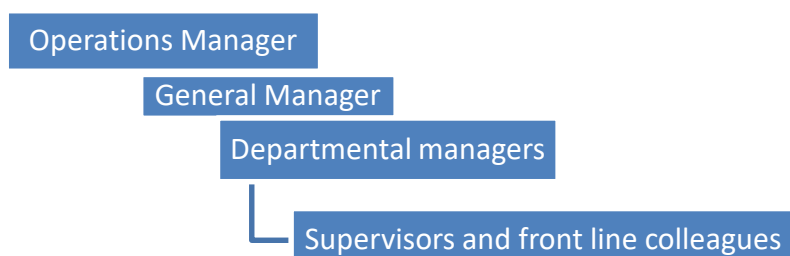 Operations Manager
General Manager
Departmental managers
Supervisors and front line colleagues